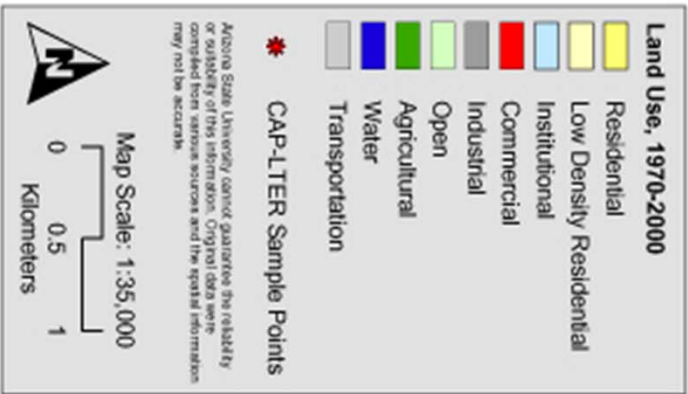 Land Use, 1970-2000
Residential
Low Density Residential
Institutional
Commercial
Industrial
Open
Agricultural
Water
Transportation
CAP-LTER Sample Points
Arizona State University cannot guarantee the reliability
or suitability of this information. Original data were
compiled from various sources and the spatial information
may not be accurate.
Map Scale: 1:35,000
0 0.5 1
Kilometers
N